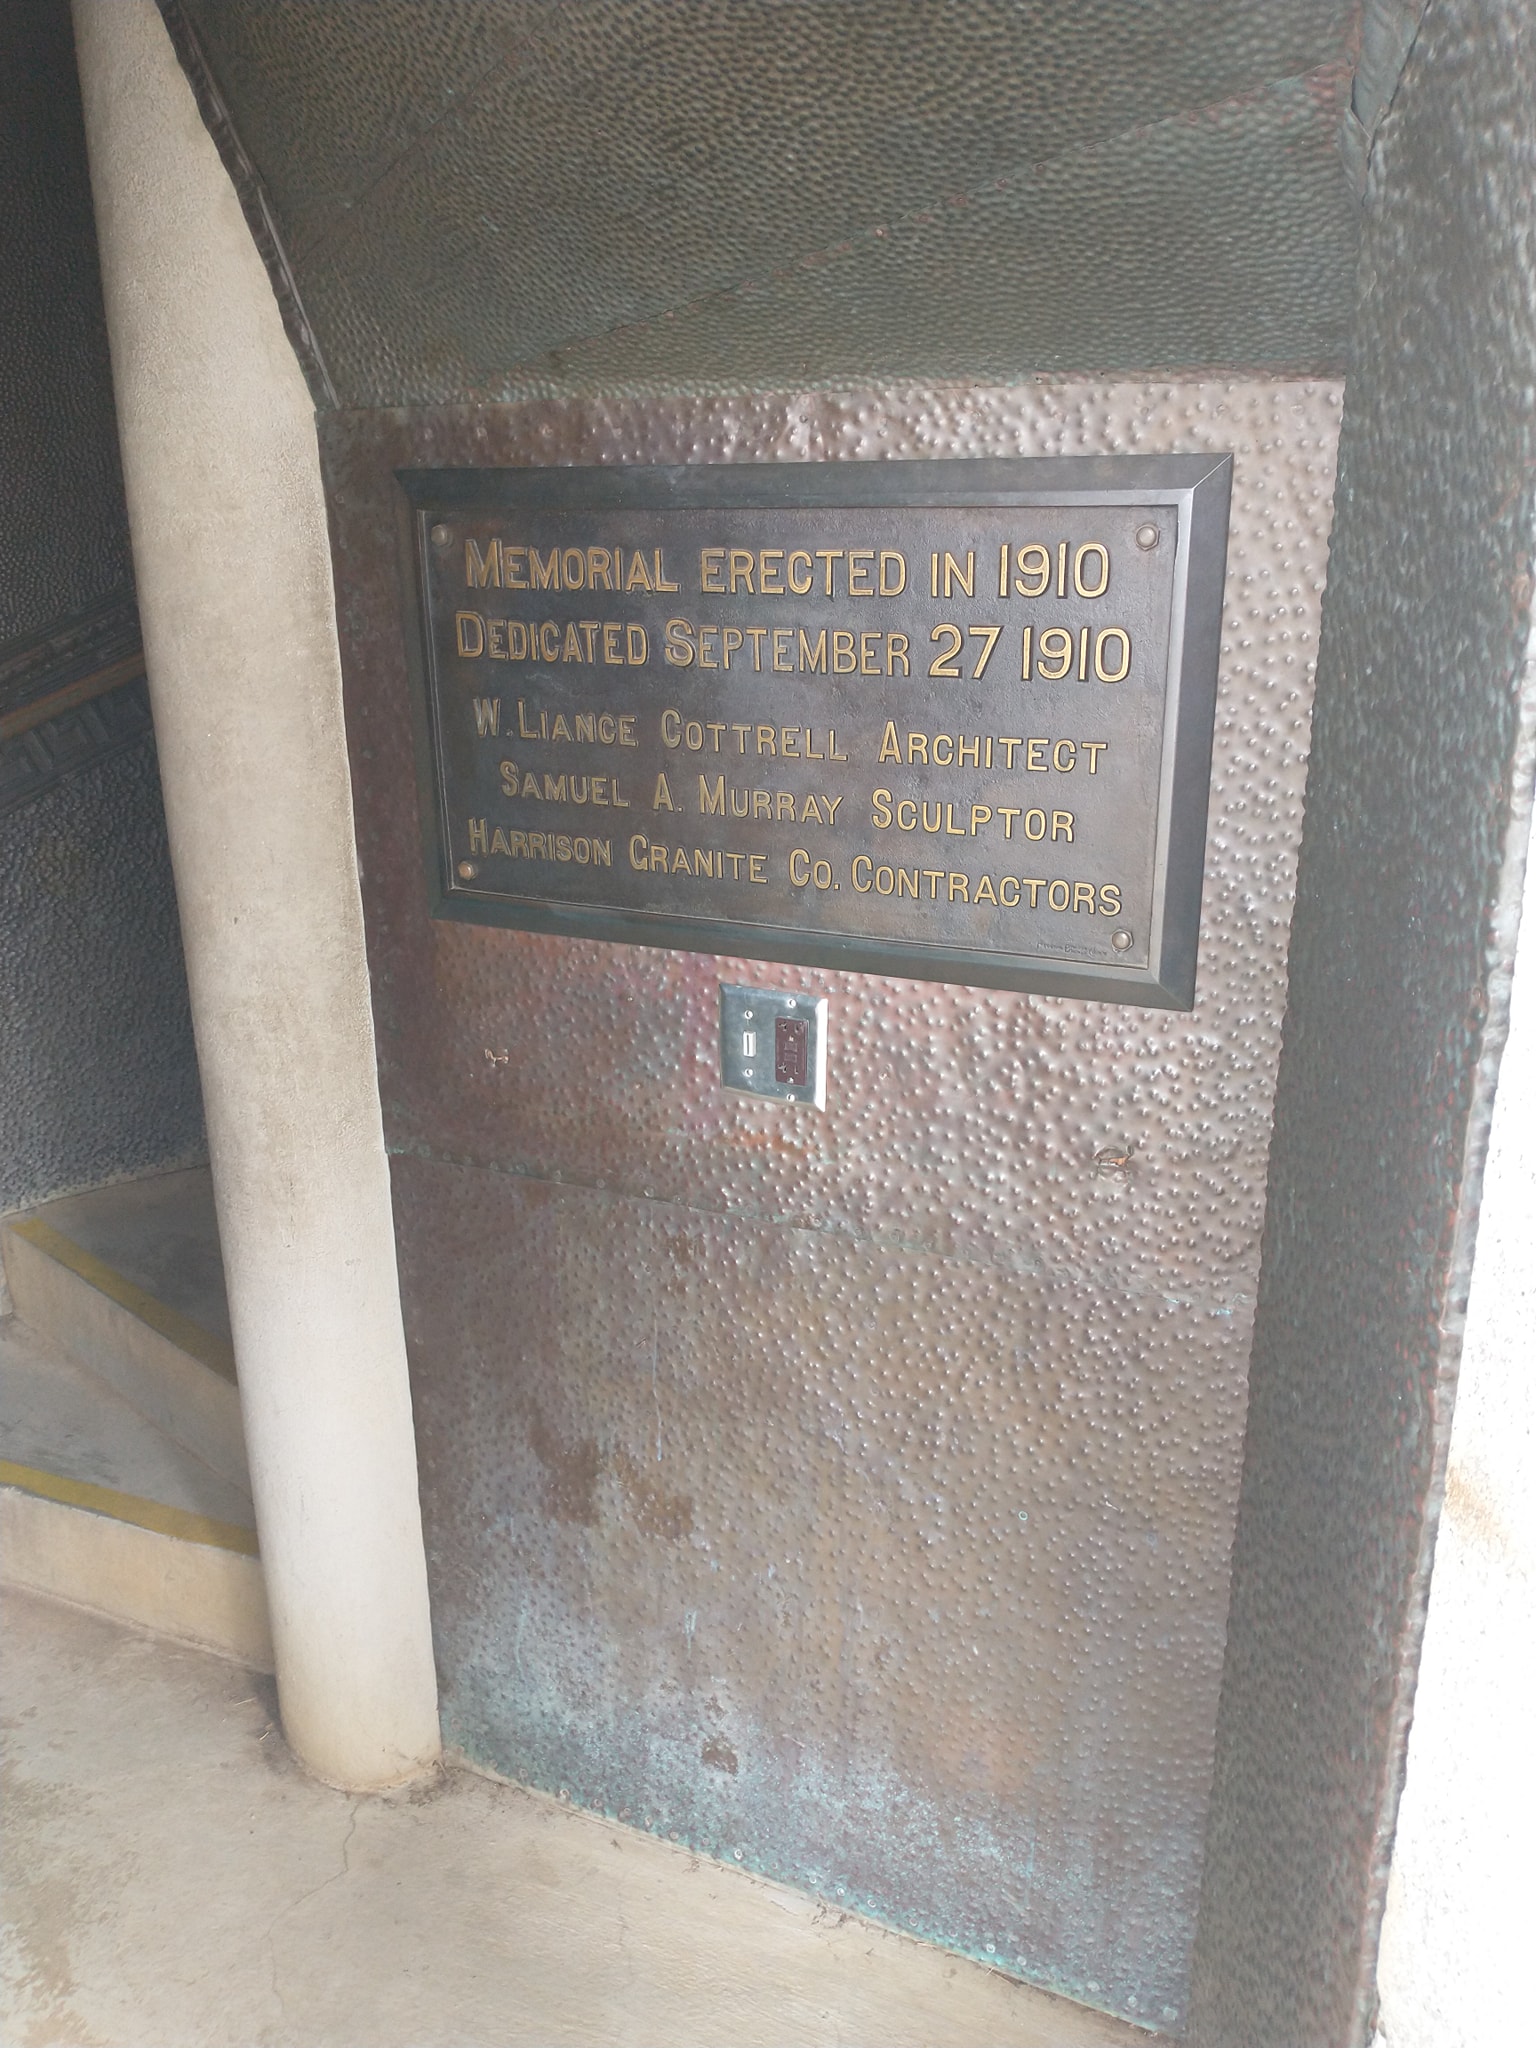 MEMORIAL ERECTED IN 1910
DEDICATED SEPTEMBER 27 1910
W. LIANCE COTTRELL ARCHITECT
SAMUEL A. MURRAY SCULPTOR
HARRISON GRANITE CO. CONTRACTORS